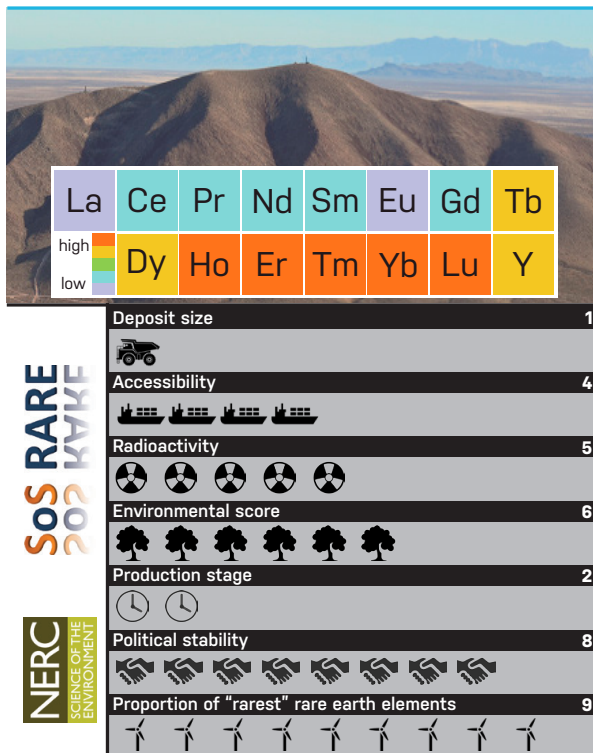 La Ce Pr Nd Sm Eu Gd Tb
high
low
Dy Ho Er Tm Yb Lu Y
Deposit size 1
Accessibility 4
Radioactivity 5
Environmental score 6
Production stage 2
Political stability 8
Proportion of “rarest” rare earth elements 9
SoS RARE
NERC
SCIENCE OF THE
ENVIRONMENT